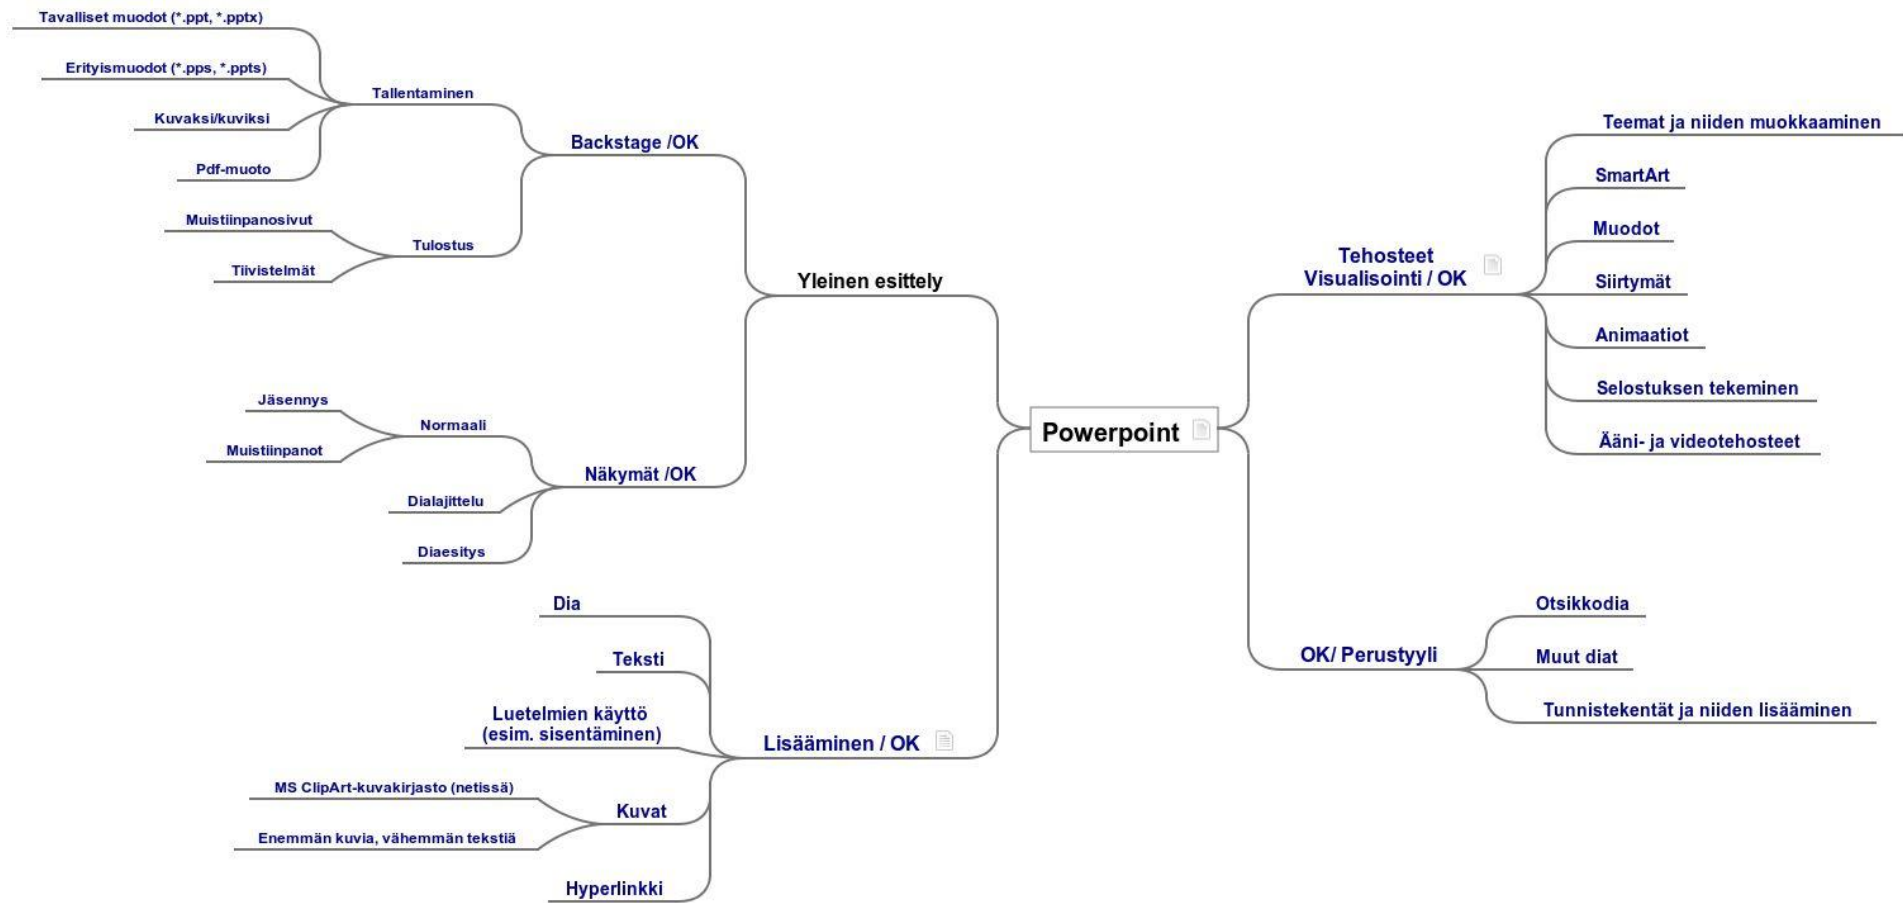 Powerpoint
Yleinen esittely
Backstage /OK
Tallentaminen
Tavalliset muodot (*.ppt, *.pptx)
Erityismuodot (*.pps, *.ppts)
Kuvaksi/kuviksi
Pdf-muoto
Tulostus
Muistiinpanosivut
Tiivistelmät
Näkymät /OK
Normaali
Jäsennys
Muistiinpanot
Dialajittelu
Diaesitys
Lisääminen / OK
Dia
Teksti
Luetelmien käyttö
(esim. sisentäminen)
Kuvat
MS ClipArt-kuvakirjasto (netissä)
Enemmän kuvia, vähemmän tekstiä
Hyperlinkki
Tehosteet
Visualisointi / OK
Teemat ja niiden muokkaaminen
SmartArt
Muodot
Siirtymät
Animaatiot
Selostuksen tekeminen
Ääni- ja videotehosteet
OK/ Perustyyli
Otsikkodia
Muut diat
Tunnistekentät ja niiden lisääminen